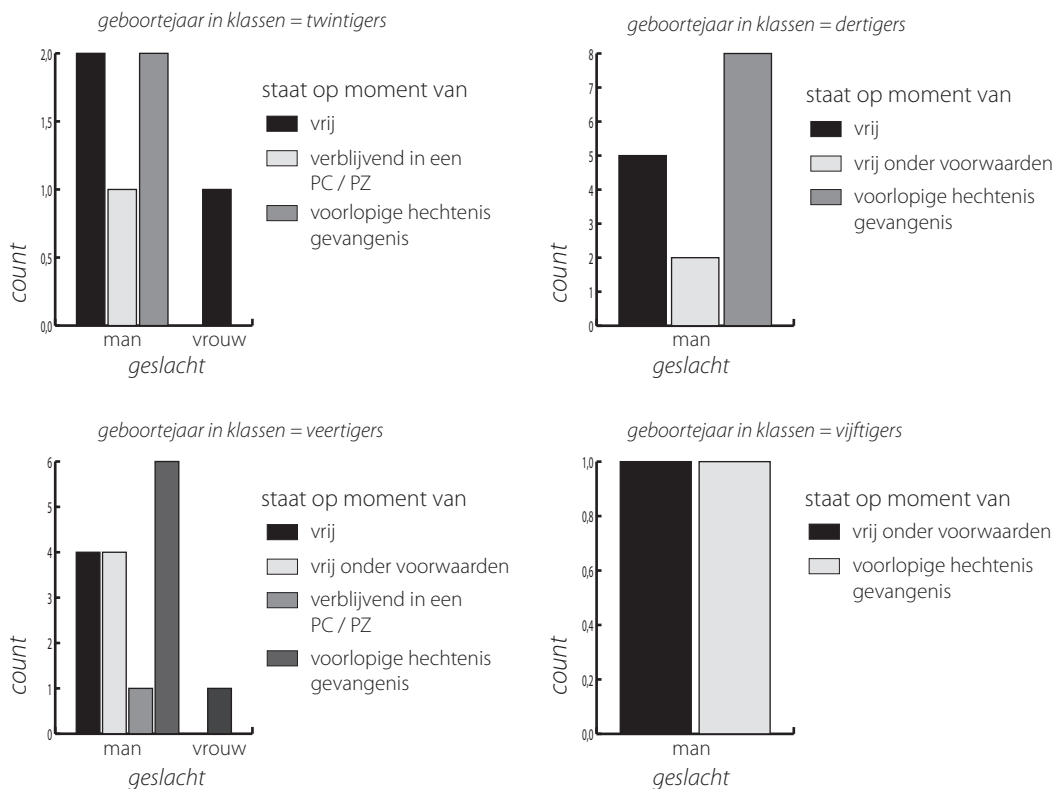 geboortejaar in klassen = twintigers
2,0
1,5
1,0
0,5
0,0
count
man
vrouw
geslacht
staat op moment van
vrij
verblijvend in een
PC / PZ
voorlopige hechtenis
gevangenis
geboortejaar in klassen = dertigers
8
7
6
5
4
3
2
1
0
count
man
geslacht
staat op moment van
vrij
vrij onder voorwaarden
voorlopige hechtenis
gevangenis
geboortejaar in klassen = veertigers
6
5
4
3
2
1
0
count
man
vrouw
geslacht
staat op moment van
vrij
vrij onder voorwaarden
verblijvend in een
PC / PZ
voorlopige hechtenis
gevangenis
geboortejaar in klassen = vijftigers
1,0
0,8
0,6
0,4
0,2
0,0
count
man
geslacht
staat op moment van
vrij onder voorwaarden
voorlopige hechtenis
gevangenis